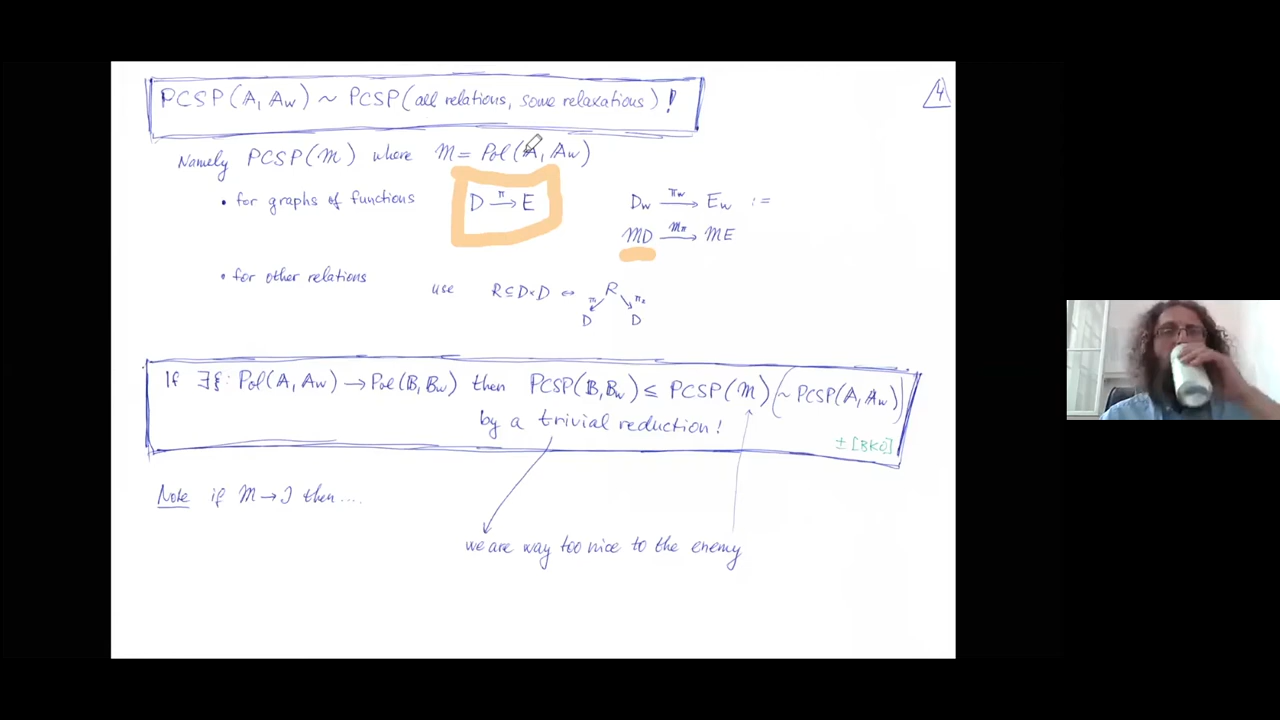 4
PCSP(A, Aw) ~ PCSP(all relations, some relaxations) !
Namely PCSP(M) where M = Pol(A, Aw)
• for graphs of functions D →π E Dw →πw Ew :=
MD →Mπ ME
• for other relations use R ⊆ D×D ↔ R
π1 π2
D D
If ∃ξ: Pol(A, Aw) → Pol(B, Bw) then PCSP(B, Bw) ≤ PCSP(M) (~ PCSP(A, Aw))
by a trivial reduction!
± [BKO]
Note if M → J then ....
we are way too nice to the enemy